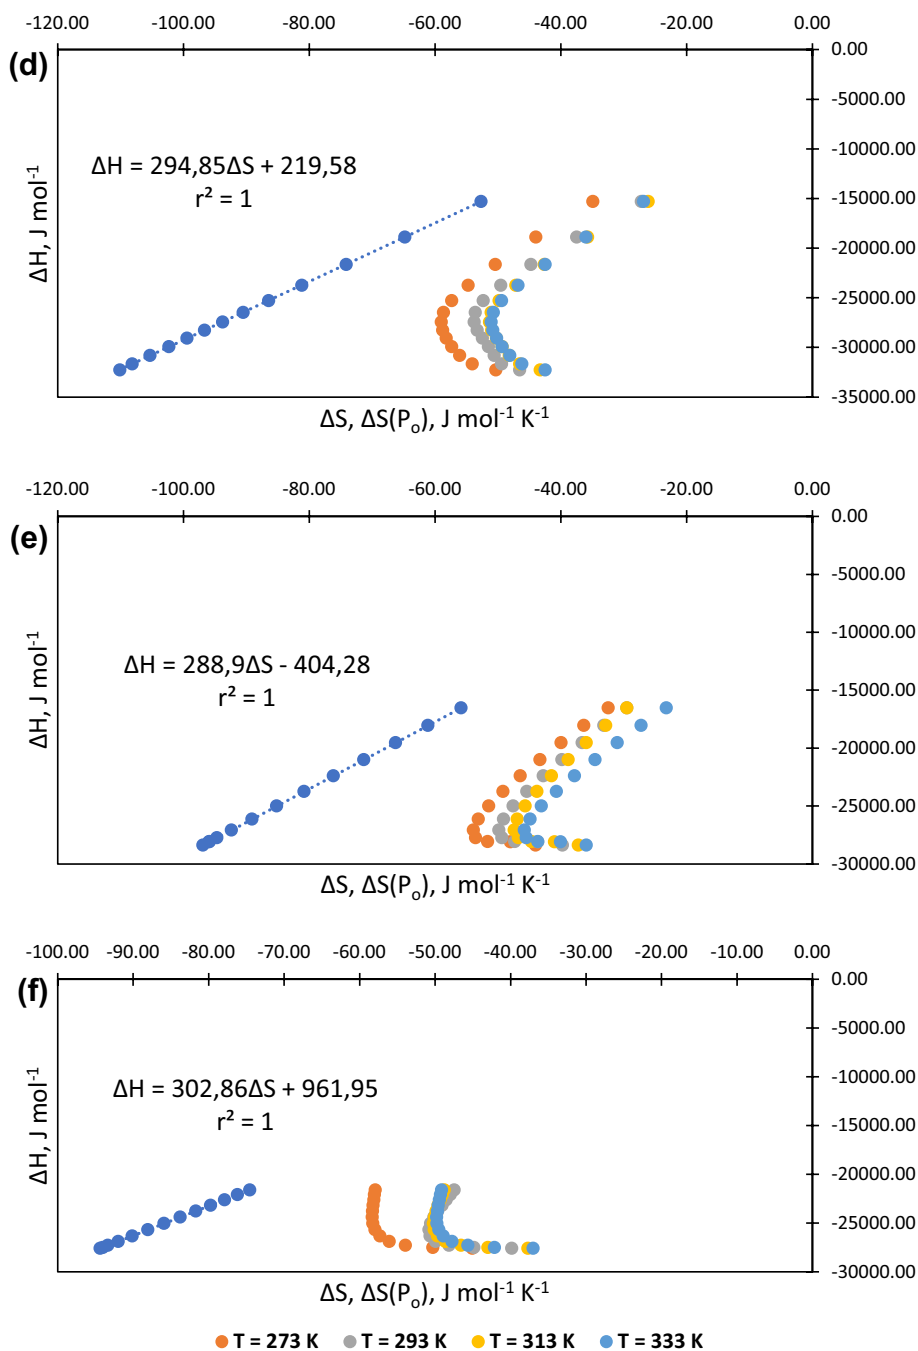 -120.00 -100.00 -80.00 -60.00 -40.00 -20.00 0.00
(d)
0.00
-5000.00
-10000.00
-15000.00
-20000.00
-25000.00
-30000.00
-35000.00
ΔH, J mol⁻¹
ΔH = 294,85ΔS + 219,58
r² = 1
ΔS, ΔS(Pₒ), J mol⁻¹ K⁻¹
-120.00 -100.00 -80.00 -60.00 -40.00 -20.00 0.00
(e)
0.00
-5000.00
-10000.00
-15000.00
-20000.00
-25000.00
-30000.00
ΔH, J mol⁻¹
ΔH = 288,9ΔS - 404,28
r² = 1
ΔS, ΔS(Pₒ), J mol⁻¹ K⁻¹
-100.00 -90.00 -80.00 -70.00 -60.00 -50.00 -40.00 -30.00 -20.00 -10.00 0.00
(f)
0.00
-5000.00
-10000.00
-15000.00
-20000.00
-25000.00
-30000.00
ΔH, J mol⁻¹
ΔH = 302,86ΔS + 961,95
r² = 1
ΔS, ΔS(Pₒ), J mol⁻¹ K⁻¹
T = 273 K T = 293 K T = 313 K T = 333 K